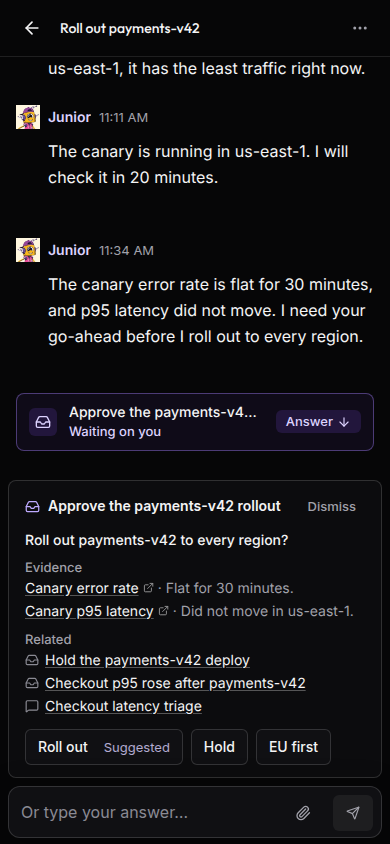 Roll out payments-v42
us-east-1, it has the least traffic right now.
Junior 11:11 AM
The canary is running in us-east-1. I will
check it in 20 minutes.
Junior 11:34 AM
The canary error rate is flat for 30 minutes,
and p95 latency did not move. I need your
go-ahead before I roll out to every region.
Approve the payments-v4...
Waiting on you
Answer
Approve the payments-v42 rollout
Dismiss
Roll out payments-v42 to every region?
Evidence
Canary error rate · Flat for 30 minutes.
Canary p95 latency · Did not move in us-east-1.
Related
Hold the payments-v42 deploy
Checkout p95 rose after payments-v42
Checkout latency triage
Roll out Suggested Hold EU first
Or type your answer...